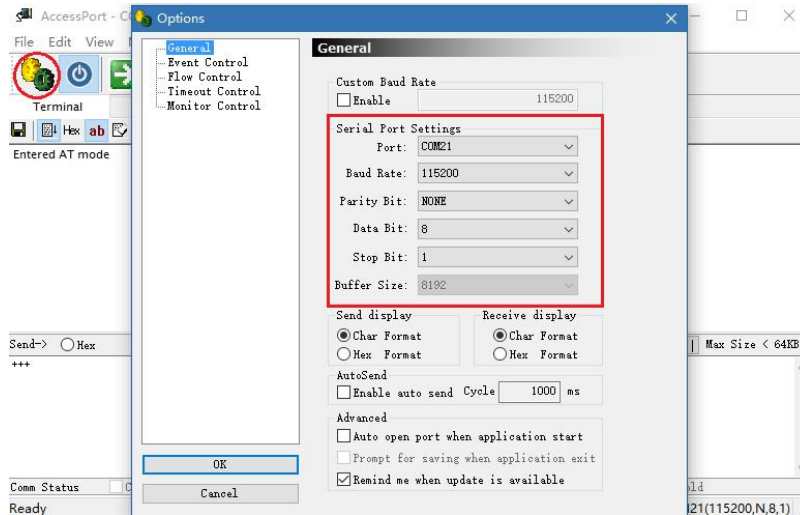 AccessPort - C
Options
File Edit View
Terminal
Hex ab
Entered AT mode
Send-> Hex
+++
Comm Status
Ready
General
Event Control
Flow Control
Timeout Control
Monitor Control
OK
Cancel
General
Custom Baud Rate
Enable 115200
Serial Port Settings
Port: COM21
Baud Rate: 115200
Parity Bit: NONE
Data Bit: 8
Stop Bit: 1
Buffer Size: 8192
Send display
Char Format
Hex Format
Receive display
Char Format
Hex Format
AutoSend
Enable auto send Cycle 1000 ms
Advanced
Auto open port when application start
Prompt for saving when application exit
Remind me when update is available
Max Size < 64KB
21(115200,N,8,1)